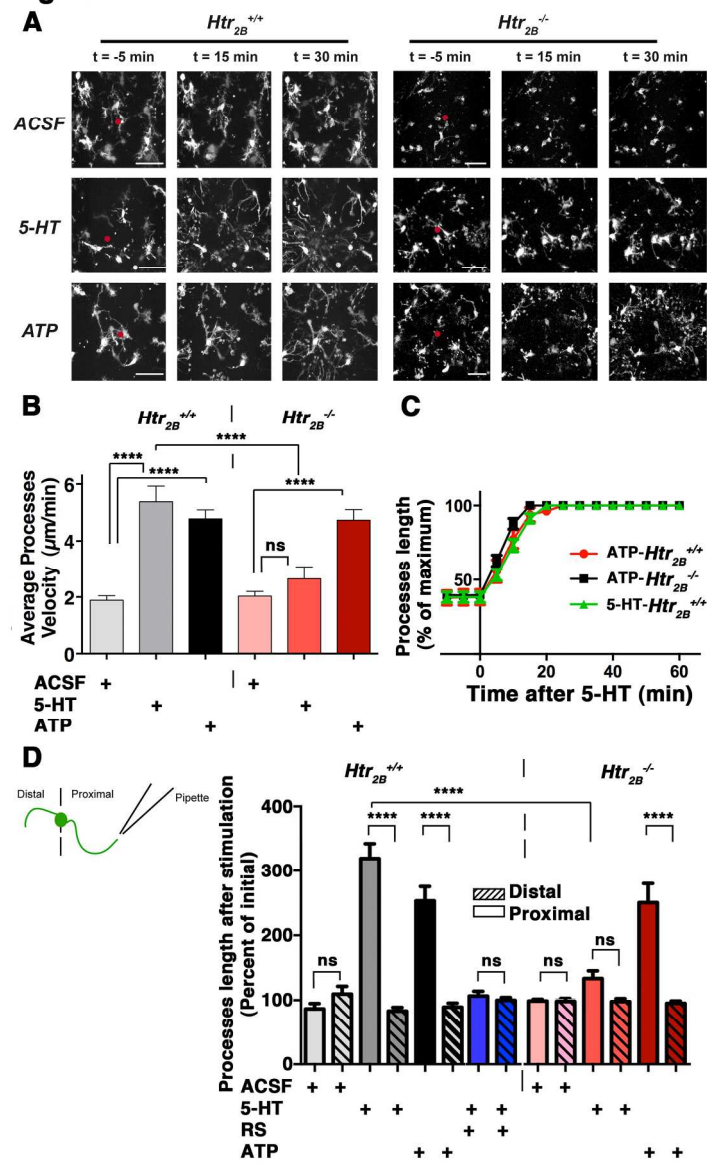 A
Htr2B+/+ Htr2B-/-
t = -5 min t = 15 min t = 30 min t = -5 min t = 15 min t = 30 min
ACSF
5-HT
ATP
B
Htr2B+/+ | Htr2B-/-
****
**** ****
****
ns
Average Processes
Velocity (µm/min)
6
4
2
0
ACSF + | +
5-HT + +
ATP + +
C
Processes length
(% of maximum)
100
50
0 20 40 60
Time after 5-HT (min)
ATP-Htr2B+/+
ATP-Htr2B-/-
5-HT-Htr2B+/+
D
Distal Proximal Pipette
Htr2B+/+ | Htr2B-/-
Processes length after stimulation
(Percent of initial)
400
300
200
100
0
****
**** **** ****
Distal
Proximal
ns ns ns ns
ACSF + + | + +
5-HT + + + + + +
RS + +
ATP + + + +